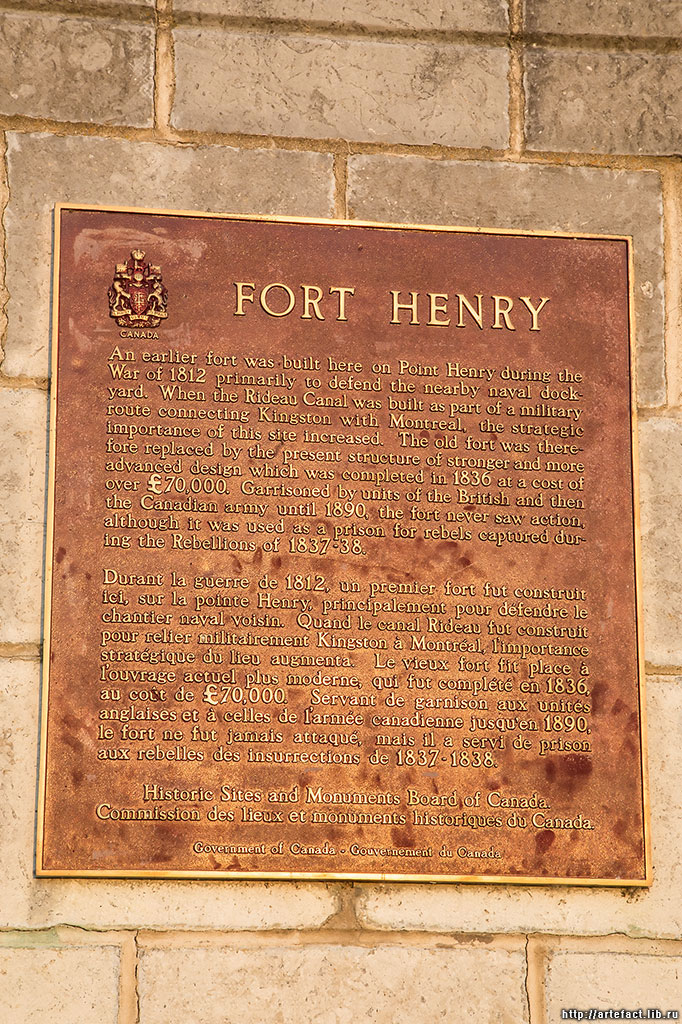 CANADA
FORT HENRY
An earlier fort was built here on Point Henry during the
War of 1812 primarily to defend the nearby naval dock-
yard. When the Rideau Canal was built as part of a military
route connecting Kingston with Montreal, the strategic
importance of this site increased. The old fort was there-
fore replaced by the present structure of stronger and more
advanced design which was completed in 1836 at a cost of
over £70,000. Garrisoned by units of the British and then
the Canadian army until 1890, the fort never saw action,
although it was used as a prison for rebels captured dur-
ing the Rebellions of 1837-38.
Durant la guerre de 1812, un premier fort fut construit
ici, sur la pointe Henry, principalement pour défendre le
chantier naval voisin. Quand le canal Rideau fut construit
pour relier militairement Kingston à Montréal, l'importance
stratégique du lieu augmenta. Le vieux fort fit place à
l'ouvrage actuel plus moderne, qui fut complété en 1836,
au coût de £70,000. Servant de garnison aux unités
anglaises et à celles de l'armée canadienne jusqu'en 1890,
le fort ne fut jamais attaqué, mais il a servi de prison
aux rebelles des insurrections de 1837-1838.
Historic Sites and Monuments Board of Canada.
Commission des lieux et monuments historiques du Canada.
Government of Canada - Gouvernement du Canada
http://artefact.lib.ru